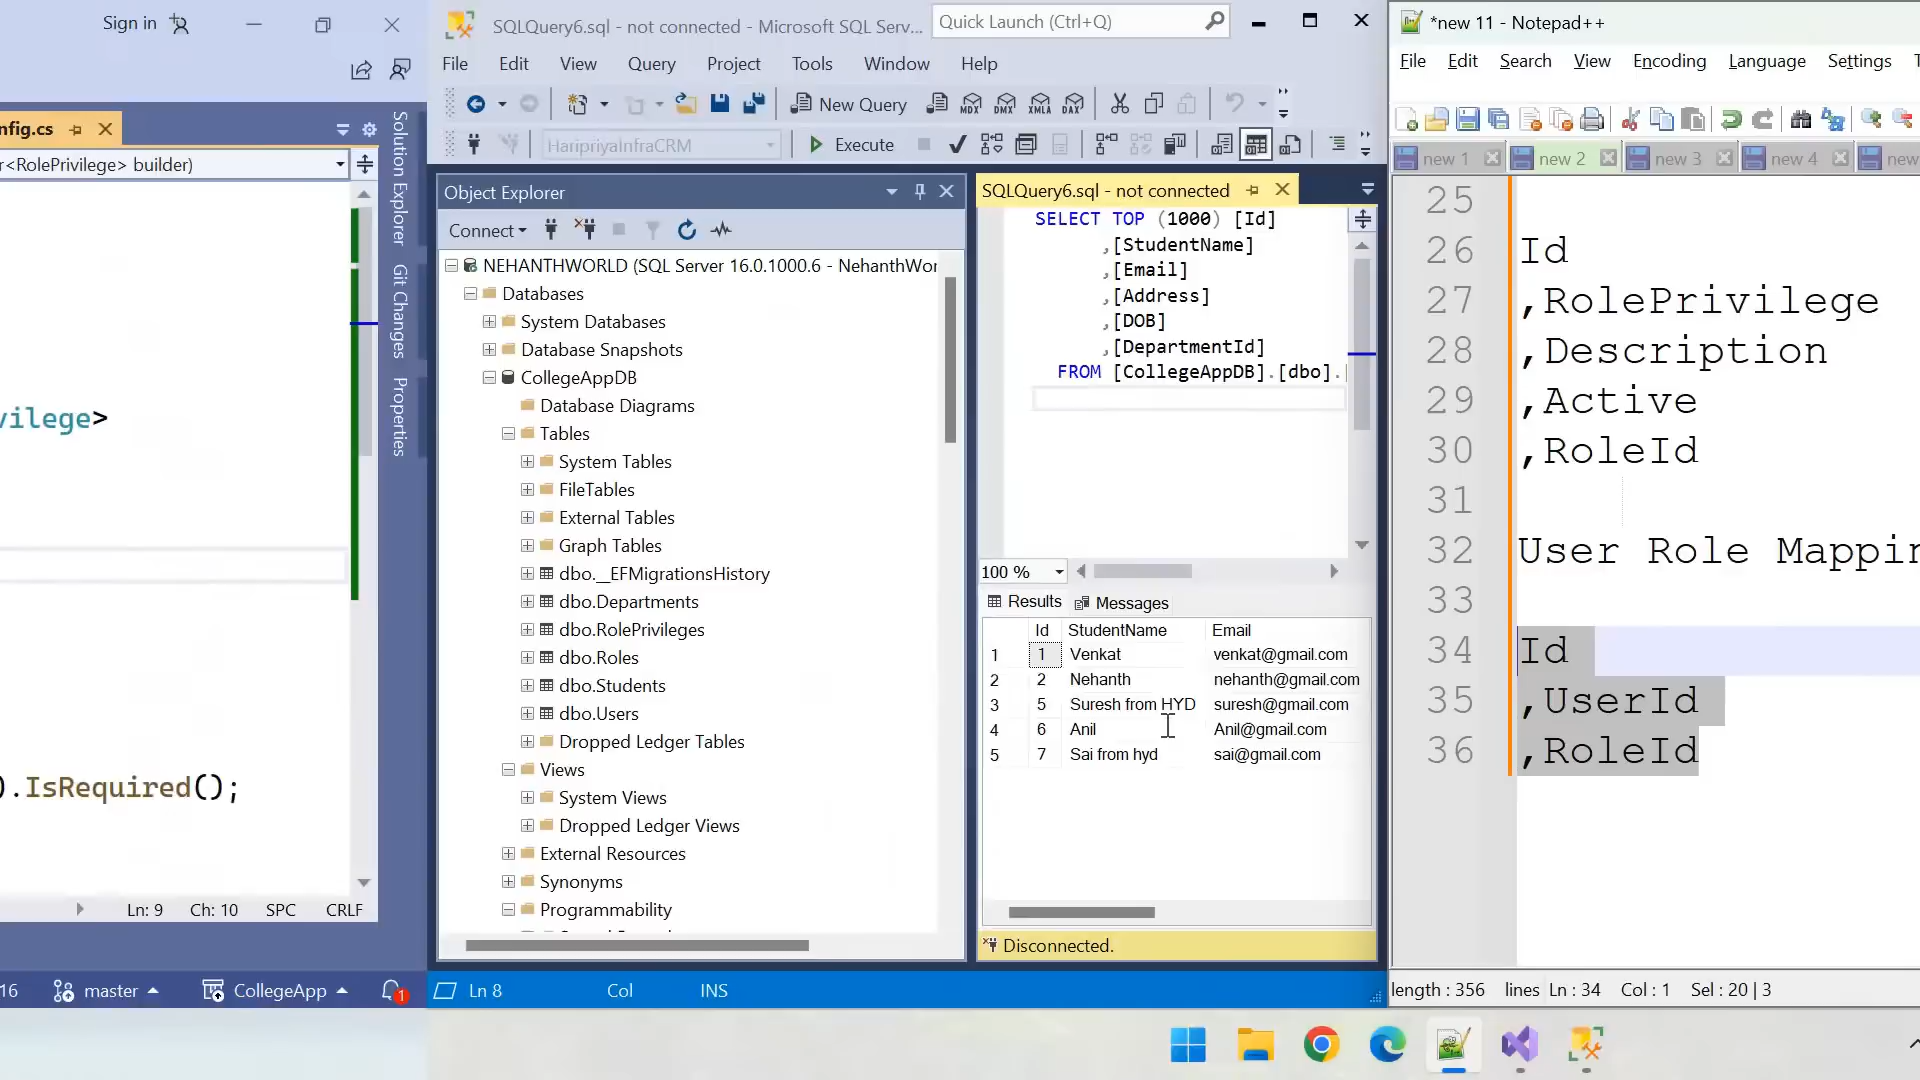 Sign in
nfig.cs
r<RolePrivilege> builder)
vilege>
).IsRequired();
Ln: 9 Ch: 10 SPC CRLF
16 master CollegeApp 1
Solution Explorer
Git Changes
Properties
SQLQuery6.sql - not connected - Microsoft SQL Serv...
Quick Launch (Ctrl+Q)
File Edit View Query Project Tools Window Help
New Query MDX DMX XMLA DAX
HaripriyaInfraCRM Execute
Object Explorer
Connect
NEHANTHWORLD (SQL Server 16.0.1000.6 - NehanthWor
Databases
System Databases
Database Snapshots
CollegeAppDB
Database Diagrams
Tables
System Tables
FileTables
External Tables
Graph Tables
dbo.__EFMigrationsHistory
dbo.Departments
dbo.RolePrivileges
dbo.Roles
dbo.Students
dbo.Users
Dropped Ledger Tables
Views
System Views
Dropped Ledger Views
External Resources
Synonyms
Programmability
SQLQuery6.sql - not connected
SELECT TOP (1000) [Id]
,[StudentName]
,[Email]
,[Address]
,[DOB]
,[DepartmentId]
FROM [CollegeAppDB].[dbo].[
100 %
Results Messages
Id StudentName Email
1 1 Venkat venkat@gmail.com
2 2 Nehanth nehanth@gmail.com
3 5 Suresh from HYD suresh@gmail.com
4 6 Anil Anil@gmail.com
5 7 Sai from hyd sai@gmail.com
Disconnected.
Ln 8 Col INS
*new 11 - Notepad++
File Edit Search View Encoding Language Settings T
new 1 new 2 new 3 new 4 new
25
26 Id
27 ,RolePrivilege
28 ,Description
29 ,Active
30 ,RoleId
31
32 User Role Mappin
33
34 Id
35 ,UserId
36 ,RoleId
length : 356 lines Ln : 34 Col : 1 Sel : 20 | 3